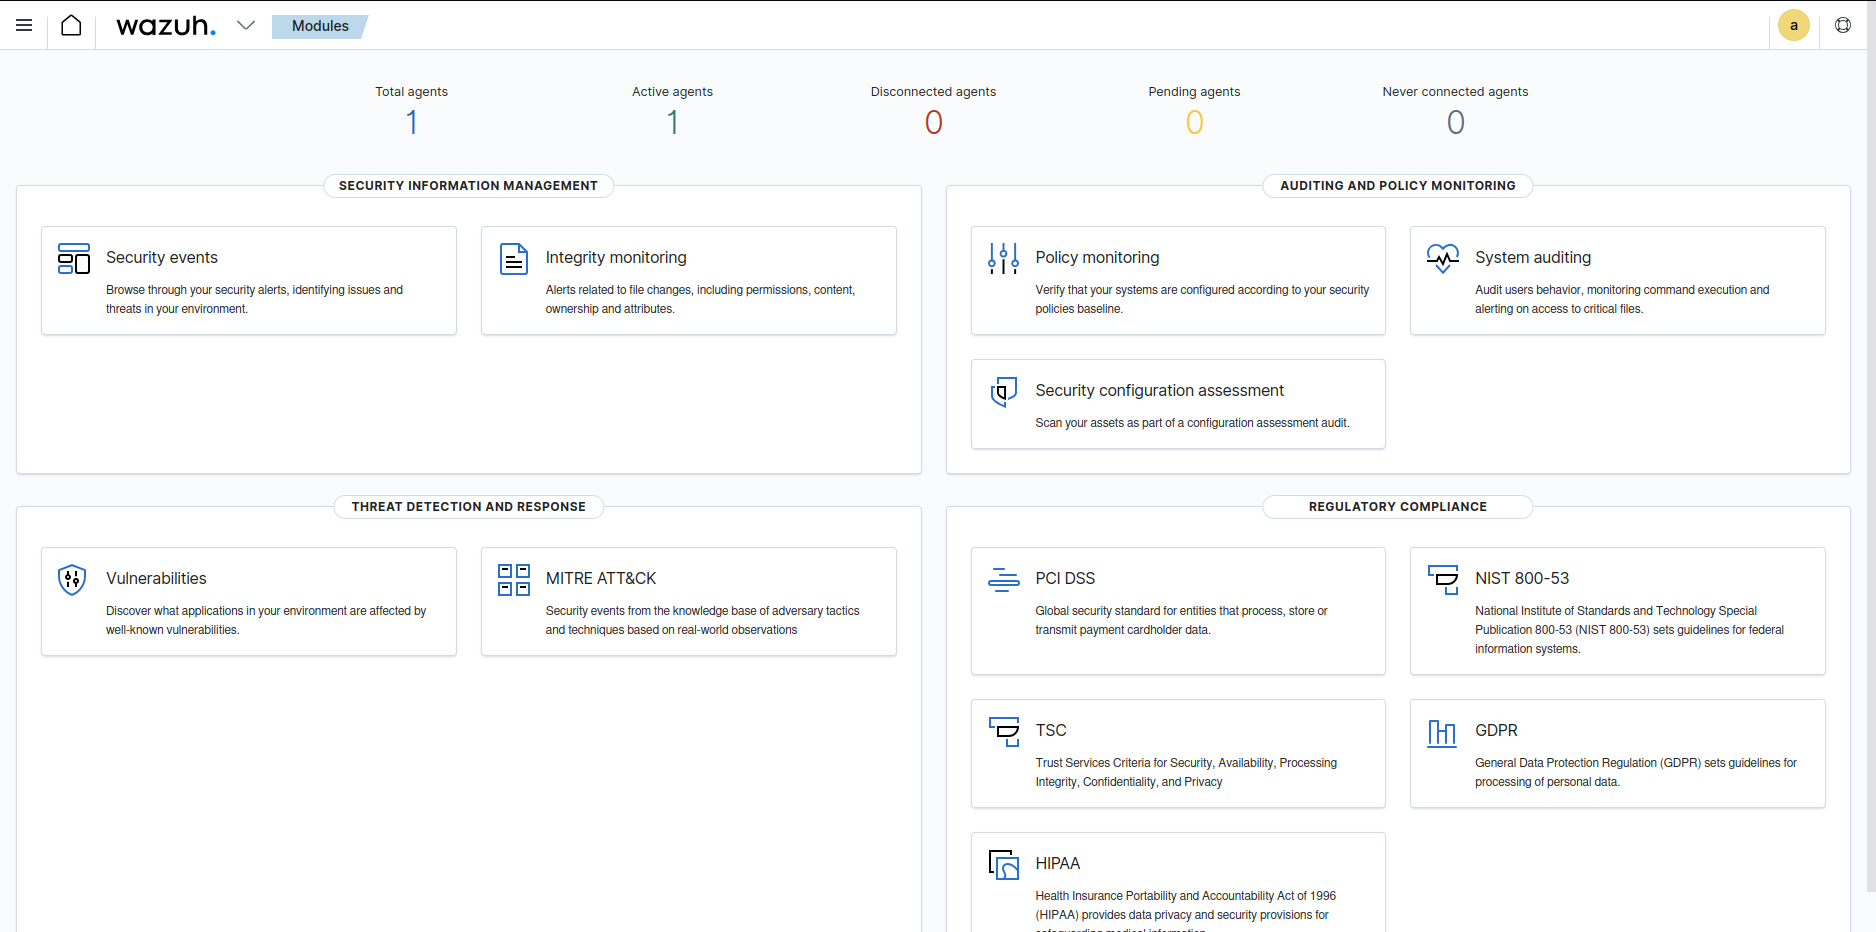 wazuh.
Modules
a
Total agents
1
Active agents
1
Disconnected agents
0
Pending agents
0
Never connected agents
0
SECURITY INFORMATION MANAGEMENT
Security events
Browse through your security alerts, identifying issues and
threats in your environment.
Integrity monitoring
Alerts related to file changes, including permissions, content,
ownership and attributes.
AUDITING AND POLICY MONITORING
Policy monitoring
Verify that your systems are configured according to your security
policies baseline.
System auditing
Audit users behavior, monitoring command execution and
alerting on access to critical files.
Security configuration assessment
Scan your assets as part of a configuration assessment audit.
THREAT DETECTION AND RESPONSE
Vulnerabilities
Discover what applications in your environment are affected by
well-known vulnerabilities.
MITRE ATT&CK
Security events from the knowledge base of adversary tactics
and techniques based on real-world observations
REGULATORY COMPLIANCE
PCI DSS
Global security standard for entities that process, store or
transmit payment cardholder data.
NIST 800-53
National Institute of Standards and Technology Special
Publication 800-53 (NIST 800-53) sets guidelines for federal
information systems.
TSC
Trust Services Criteria for Security, Availability, Processing
Integrity, Confidentiality, and Privacy
GDPR
General Data Protection Regulation (GDPR) sets guidelines for
processing of personal data.
HIPAA
Health Insurance Portability and Accountability Act of 1996
(HIPAA) provides data privacy and security provisions for
safeguarding medical information.